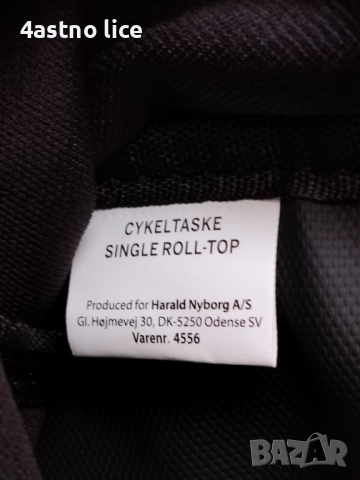 4astno lice
CYKELTASKE
SINGLE ROLL-TOP
Produced for Harald Nyborg A/S
Gl. Højmevej 30, DK-5250 Odense SV
Varenr. 4556
BAZAR